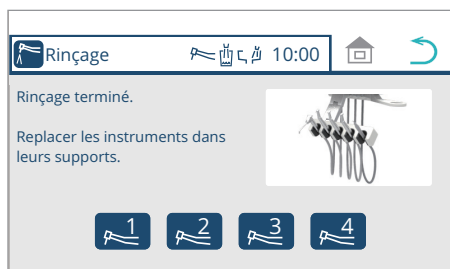 Rinçage 10:00
Rinçage terminé.
Replacer les instruments dans
leurs supports.
1 2 3 4